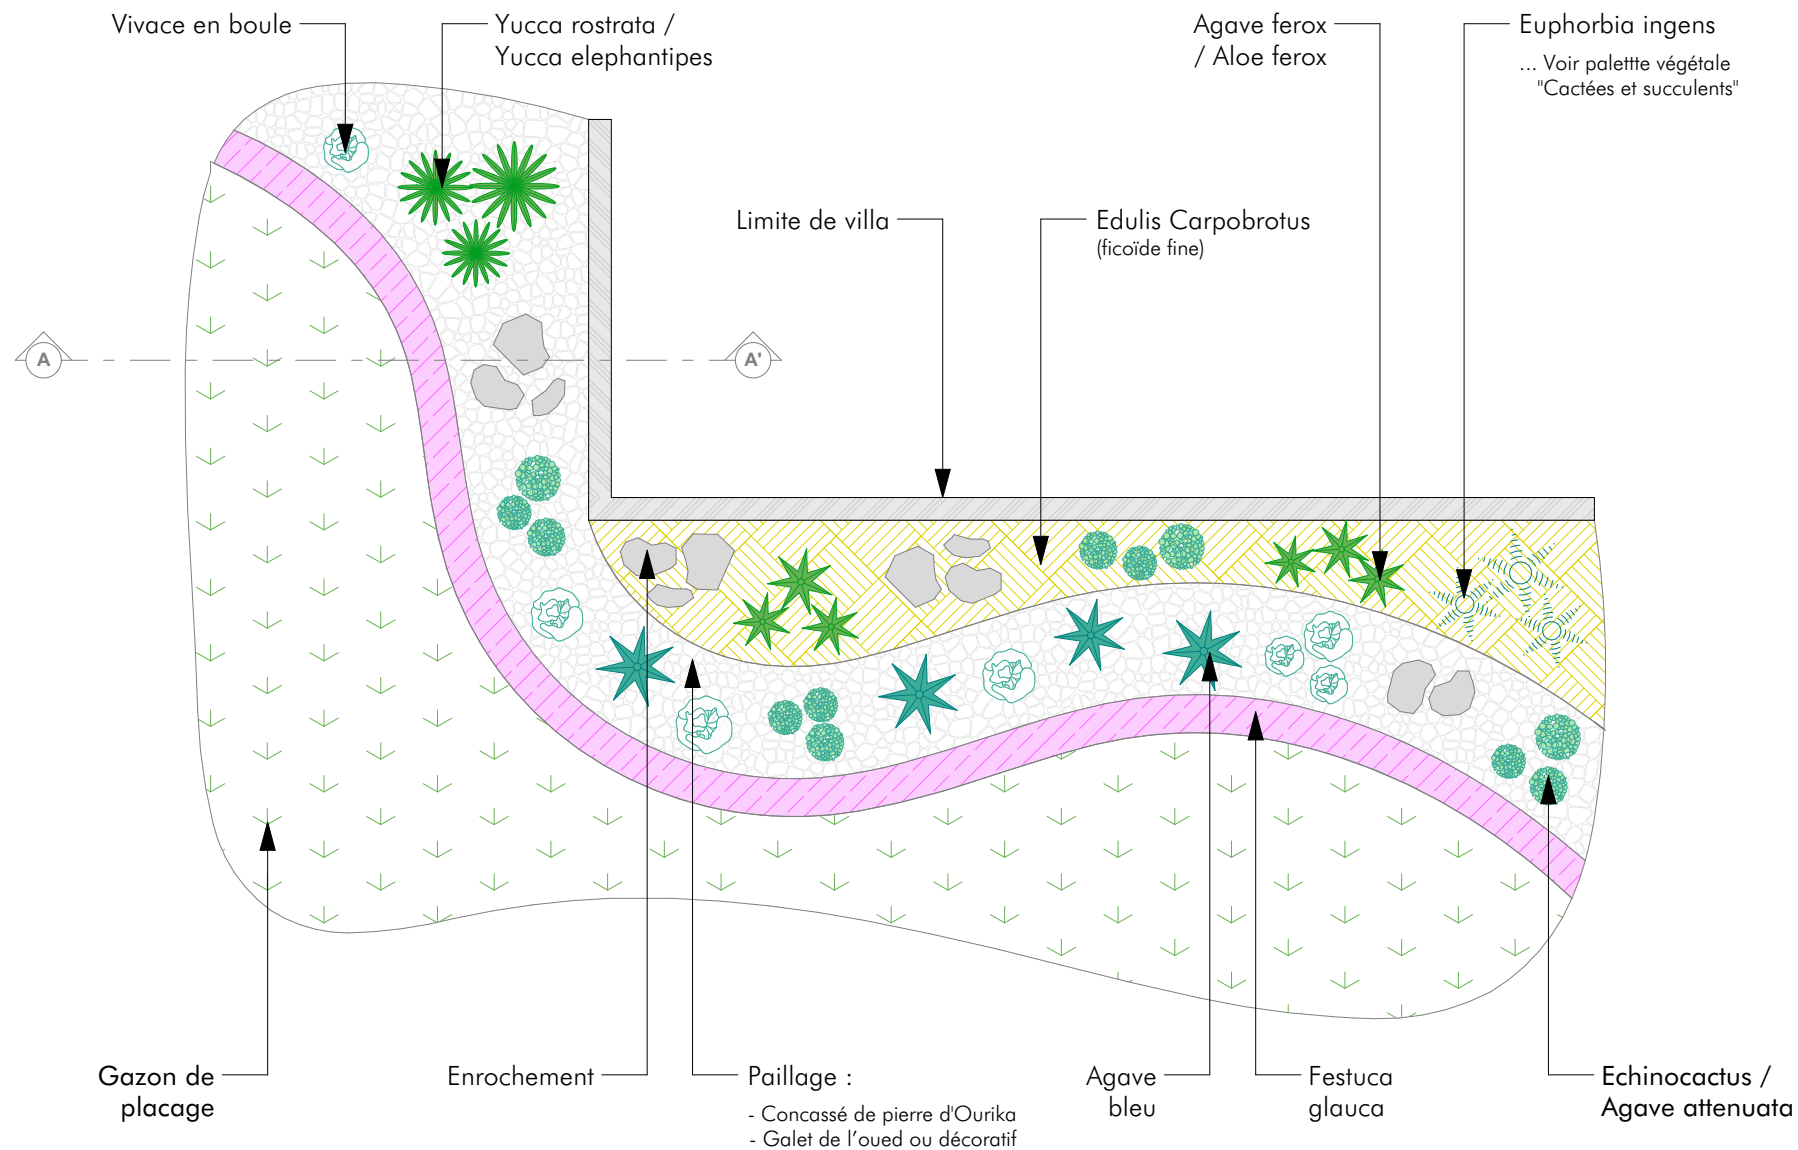 Vivace en boule
Yucca rostrata /
Yucca elephantipes
Agave ferox
/ Aloe ferox
Euphorbia ingens
... Voir palettte végétale
"Cactées et succulents"
Limite de villa
Edulis Carpobrotus
(ficoïde fine)
A
A'
Gazon de
placage
Enrochement
Paillage :
- Concassé de pierre d'Ourika
- Galet de l’oued ou décoratif
Agave
bleu
Festuca
glauca
Echinocactus /
Agave attenuata